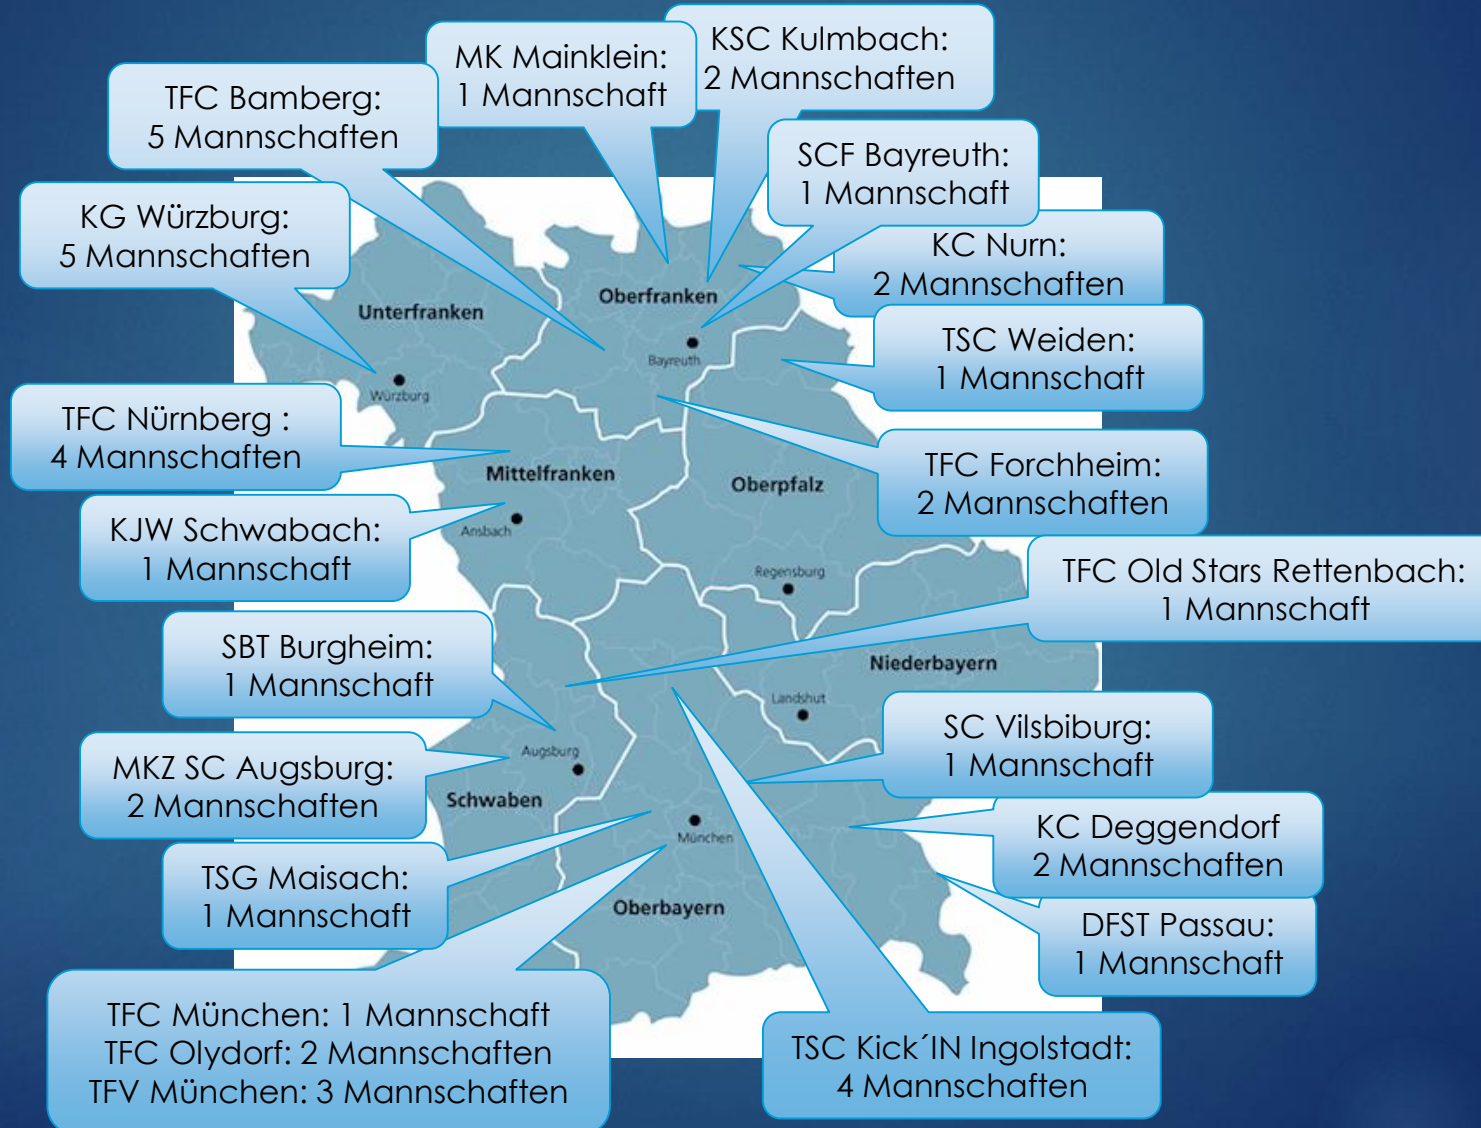 MK Mainklein:
1 Mannschaft
KSC Kulmbach:
2 Mannschaften
TFC Bamberg:
5 Mannschaften
SCF Bayreuth:
1 Mannschaft
KG Würzburg:
5 Mannschaften
KC Nurn:
2 Mannschaften
Unterfranken
Oberfranken
Bayreuth
Würzburg
TSC Weiden:
1 Mannschaft
TFC Nürnberg :
4 Mannschaften
Mittelfranken
Oberpfalz
TFC Forchheim:
2 Mannschaften
KJW Schwabach:
1 Mannschaft
Ansbach
Regensburg
TFC Old Stars Rettenbach:
1 Mannschaft
SBT Burgheim:
1 Mannschaft
Niederbayern
Landshut
SC Vilsbiburg:
1 Mannschaft
MKZ SC Augsburg:
2 Mannschaften
Augsburg
Schwaben
München
KC Deggendorf
2 Mannschaften
TSG Maisach:
1 Mannschaft
Oberbayern
DFST Passau:
1 Mannschaft
TFC München: 1 Mannschaft
TFC Olydorf: 2 Mannschaften
TFV München: 3 Mannschaften
TSC Kick´IN Ingolstadt:
4 Mannschaften